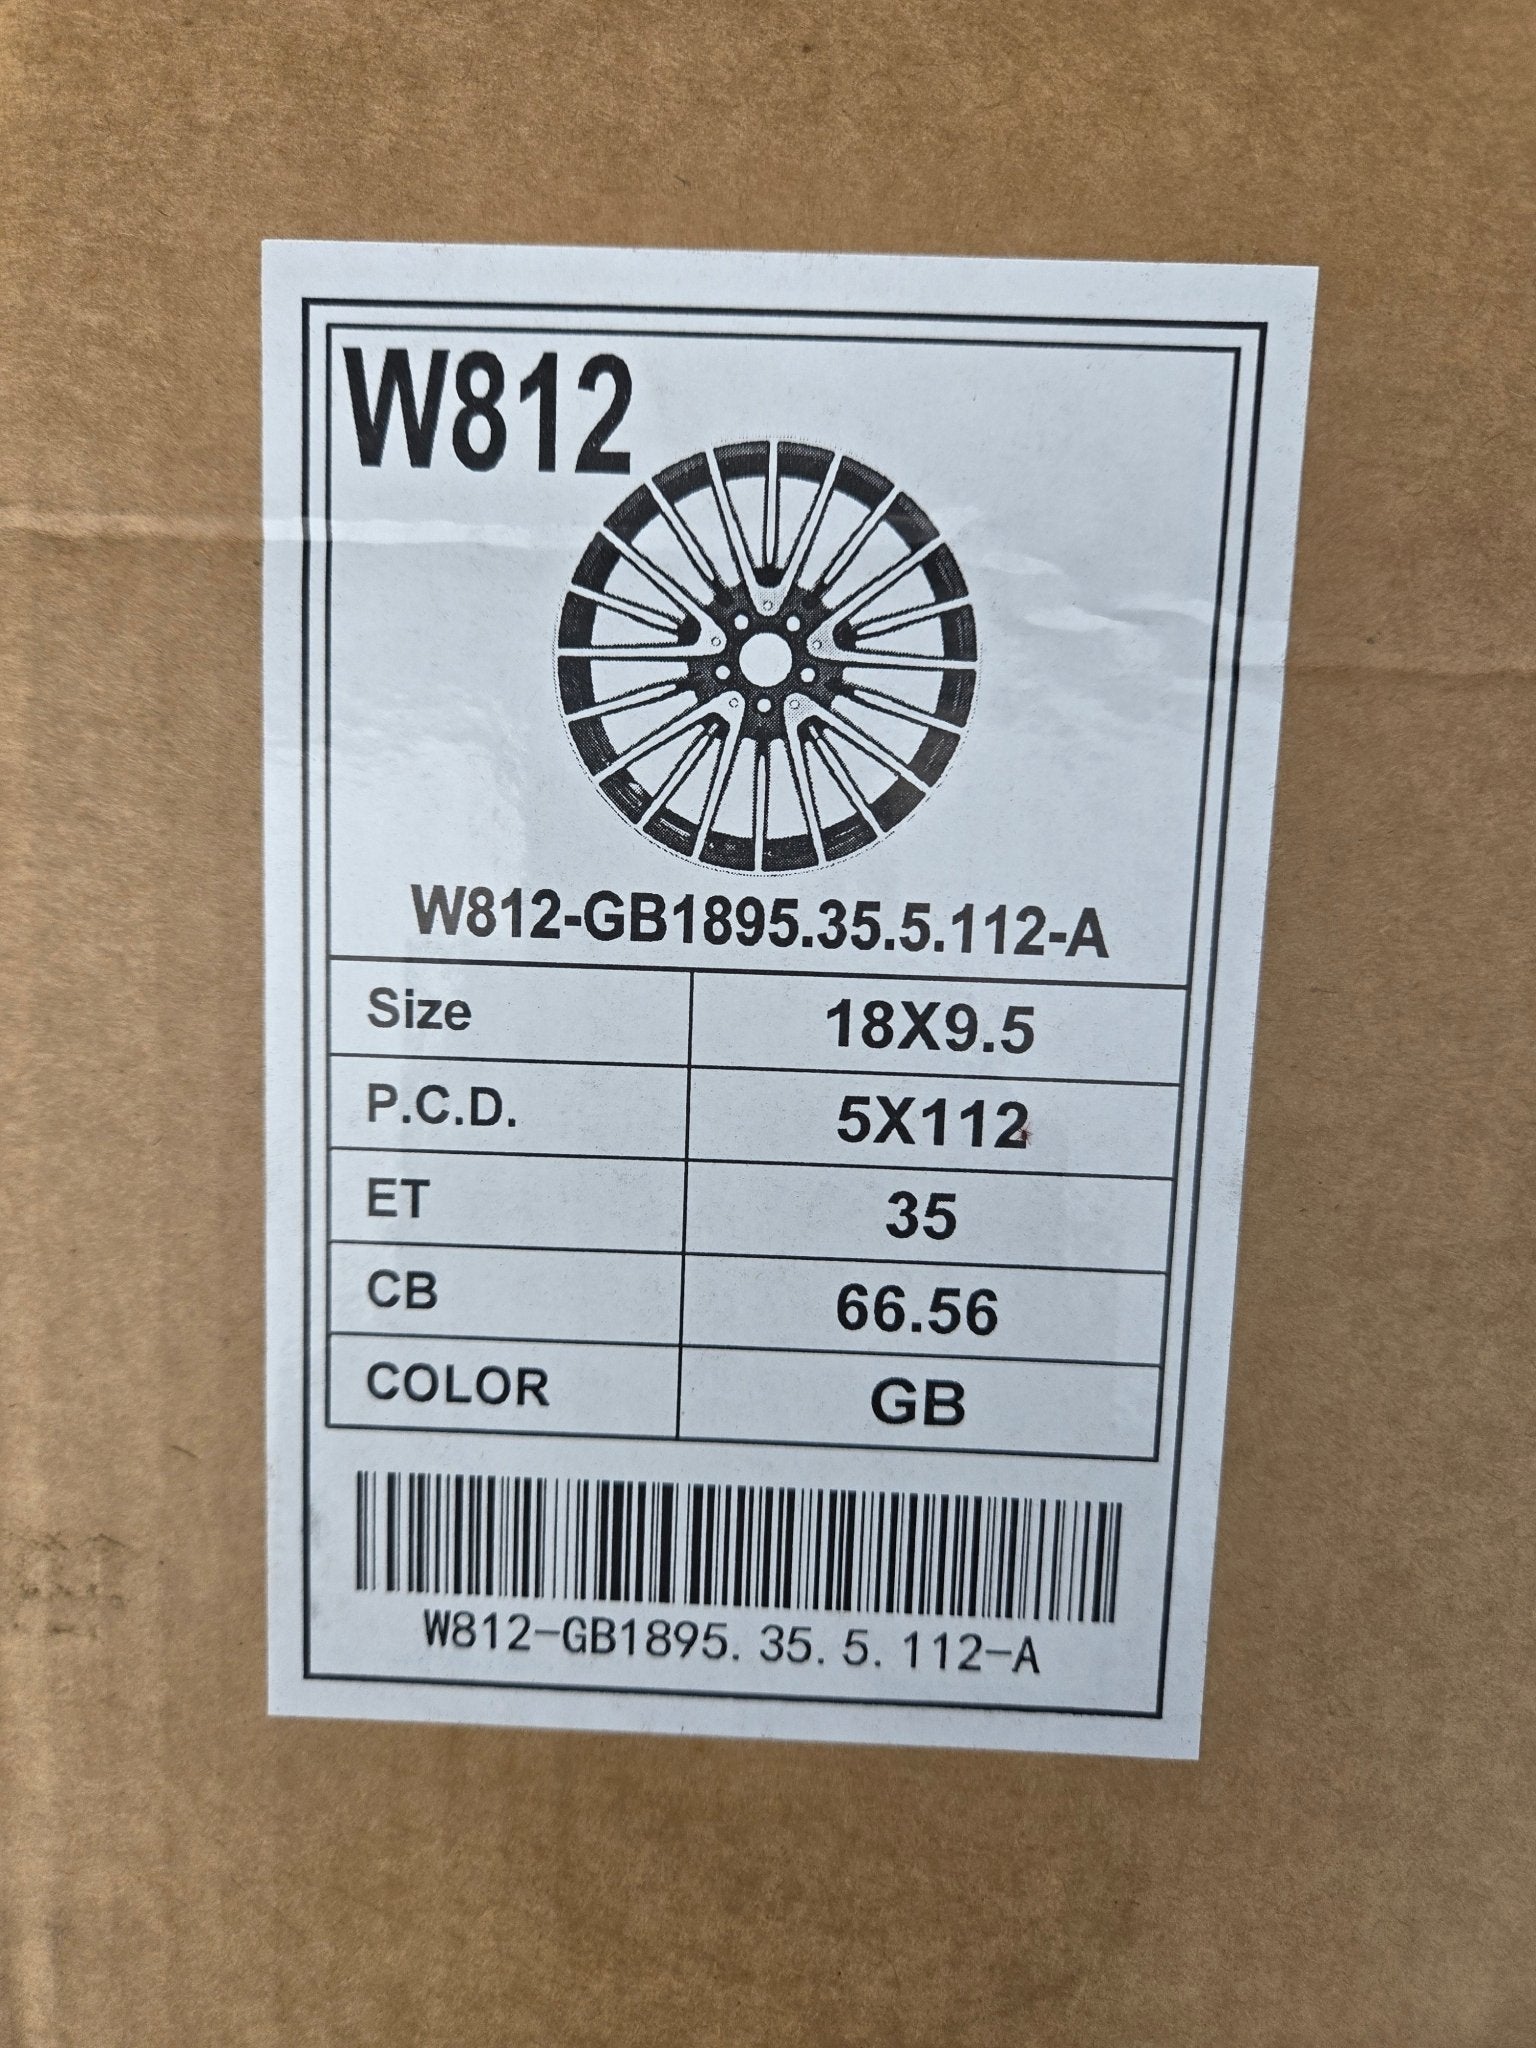 W812
W812-GB1895.35.5.112-A
Size 18X9.5
P.C.D. 5X112
ET 35
CB 66.56
COLOR GB
W812-GB1895.35.5.112-A